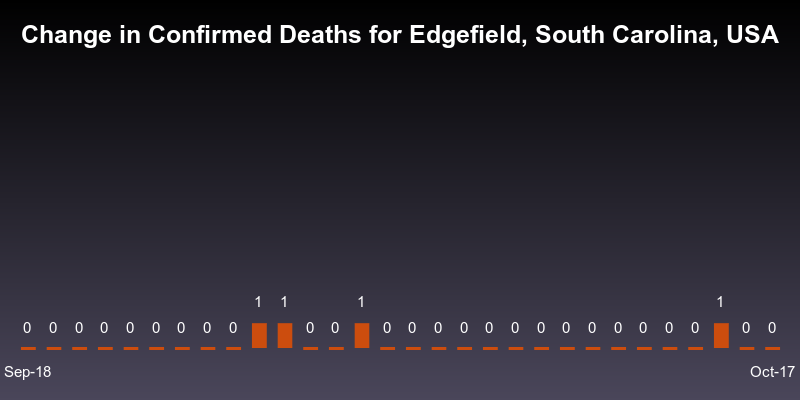 Change in Confirmed Deaths for Edgefield, South Carolina, USA
1 1 1 1
0 0 0 0 0 0 0 0 0 0 0 0 0 0 0 0 0 0 0 0 0 0 0 0 0 0
Sep-18 Oct-17